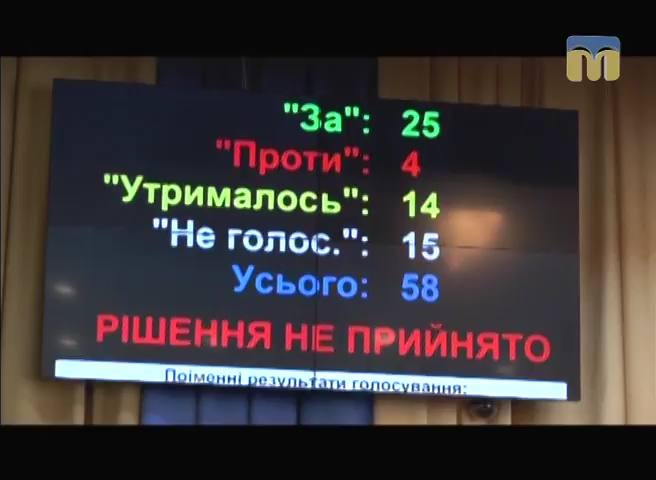 "За": 25
"Проти": 4
"Утрималось": 14
"Не голос.": 15
Усього: 58
РІШЕННЯ НЕ ПРИЙНЯТО
Поіменні результати голосування: